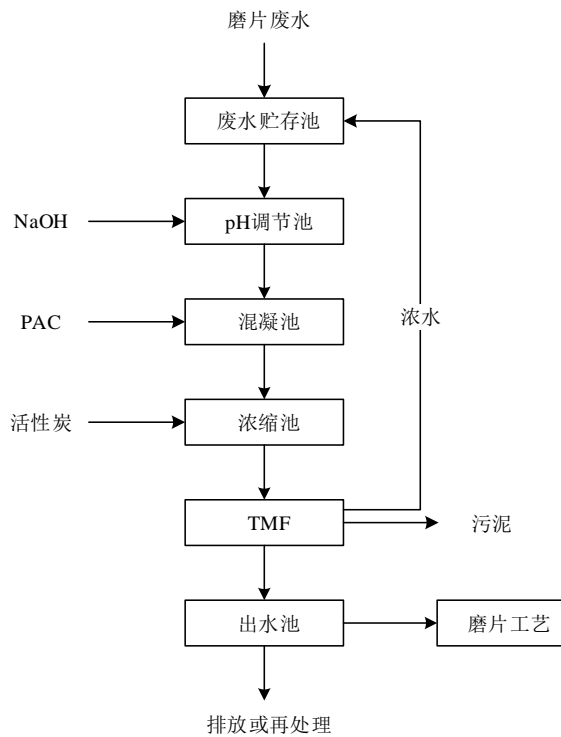 磨片废水
废水贮存池
NaOH
pH调节池
PAC
混凝池
浓水
活性炭
浓缩池
TMF
污泥
出水池
磨片工艺
排放或再处理